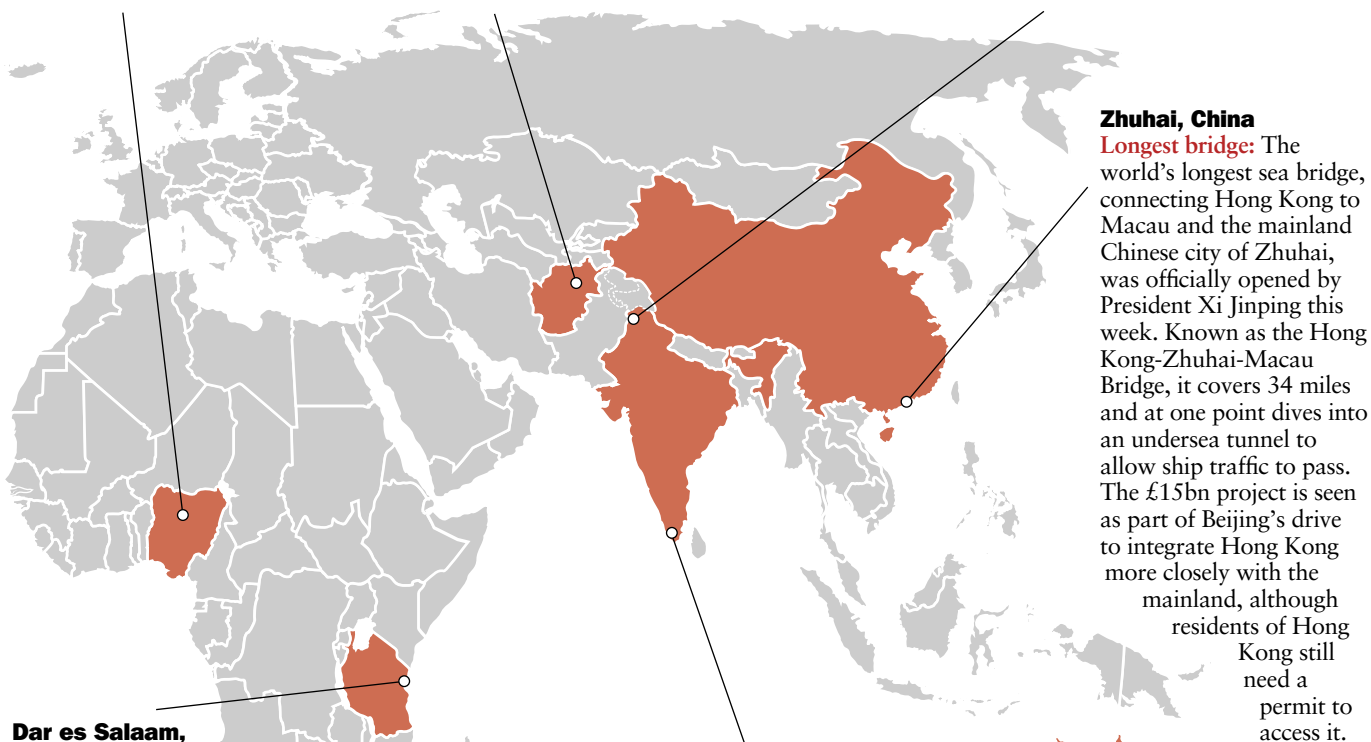 Zhuhai, China
Longest bridge: The
world’s longest sea bridge,
connecting Hong Kong to
Macau and the mainland
Chinese city of Zhuhai,
was officially opened by
President Xi Jinping this
week. Known as the Hong
Kong-Zhuhai-Macau
Bridge, it covers 34 miles
and at one point dives into
an undersea tunnel to
allow ship traffic to pass.
The £15bn project is seen
as part of Beijing’s drive
to integrate Hong Kong
more closely with the
mainland, although
residents of Hong
Kong still
need a
permit to
access it.
Dar es Salaam,